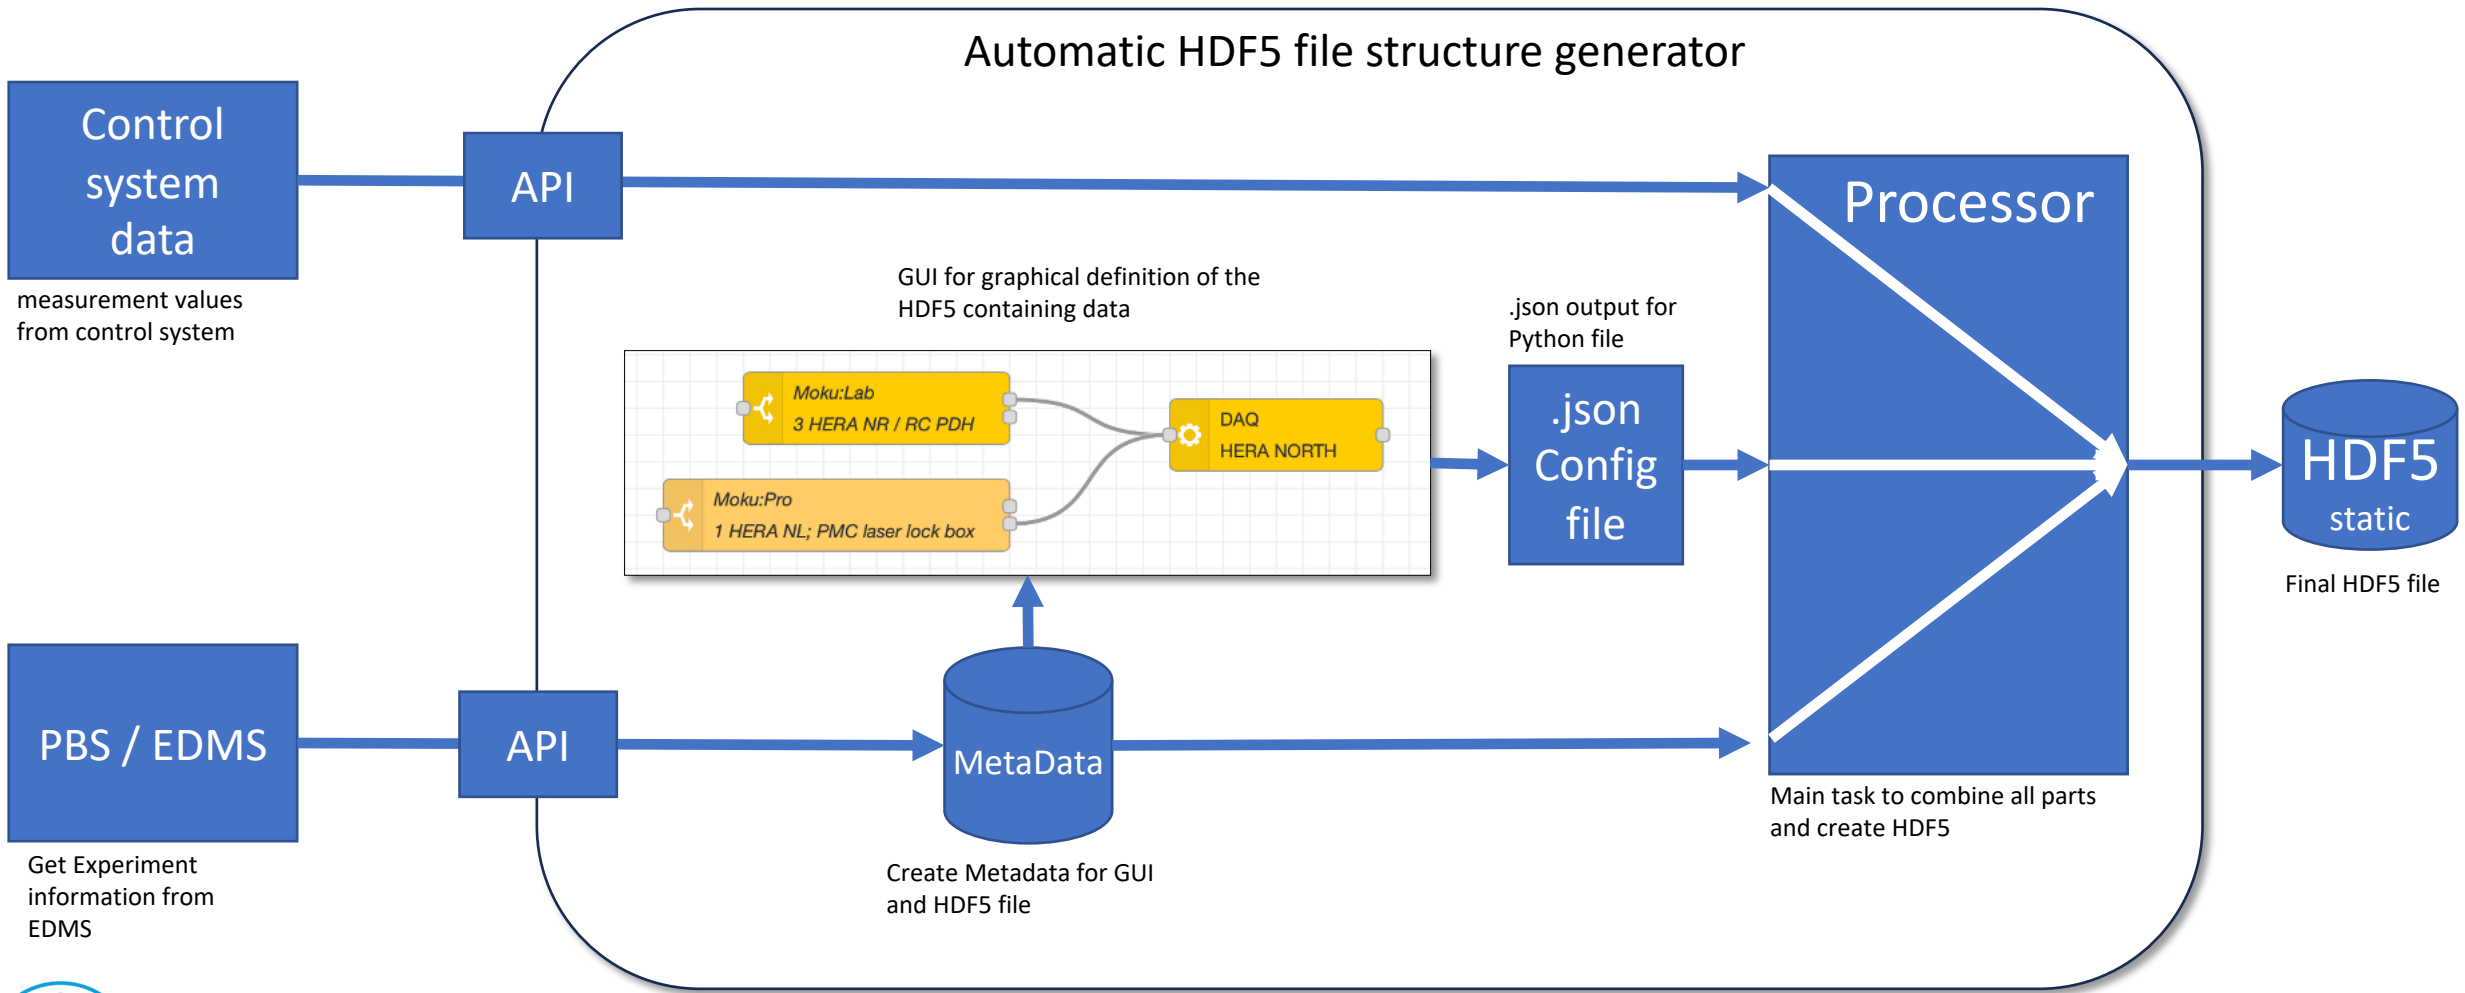 Automatic HDF5 file structure generator
Control
system
data
measurement values
from control system
API
GUI for graphical definition of the
HDF5 containing data
Moku:Lab
3 HERA NR / RC PDH
Moku:Pro
1 HERA NL; PMC laser lock box
DAQ
HERA NORTH
.json output for
Python file
.json
Config
file
Processor
Main task to combine all parts
and create HDF5
HDF5
static
Final HDF5 file
PBS / EDMS
Get Experiment
information from
EDMS
API
MetaData
Create Metadata for GUI
and HDF5 file